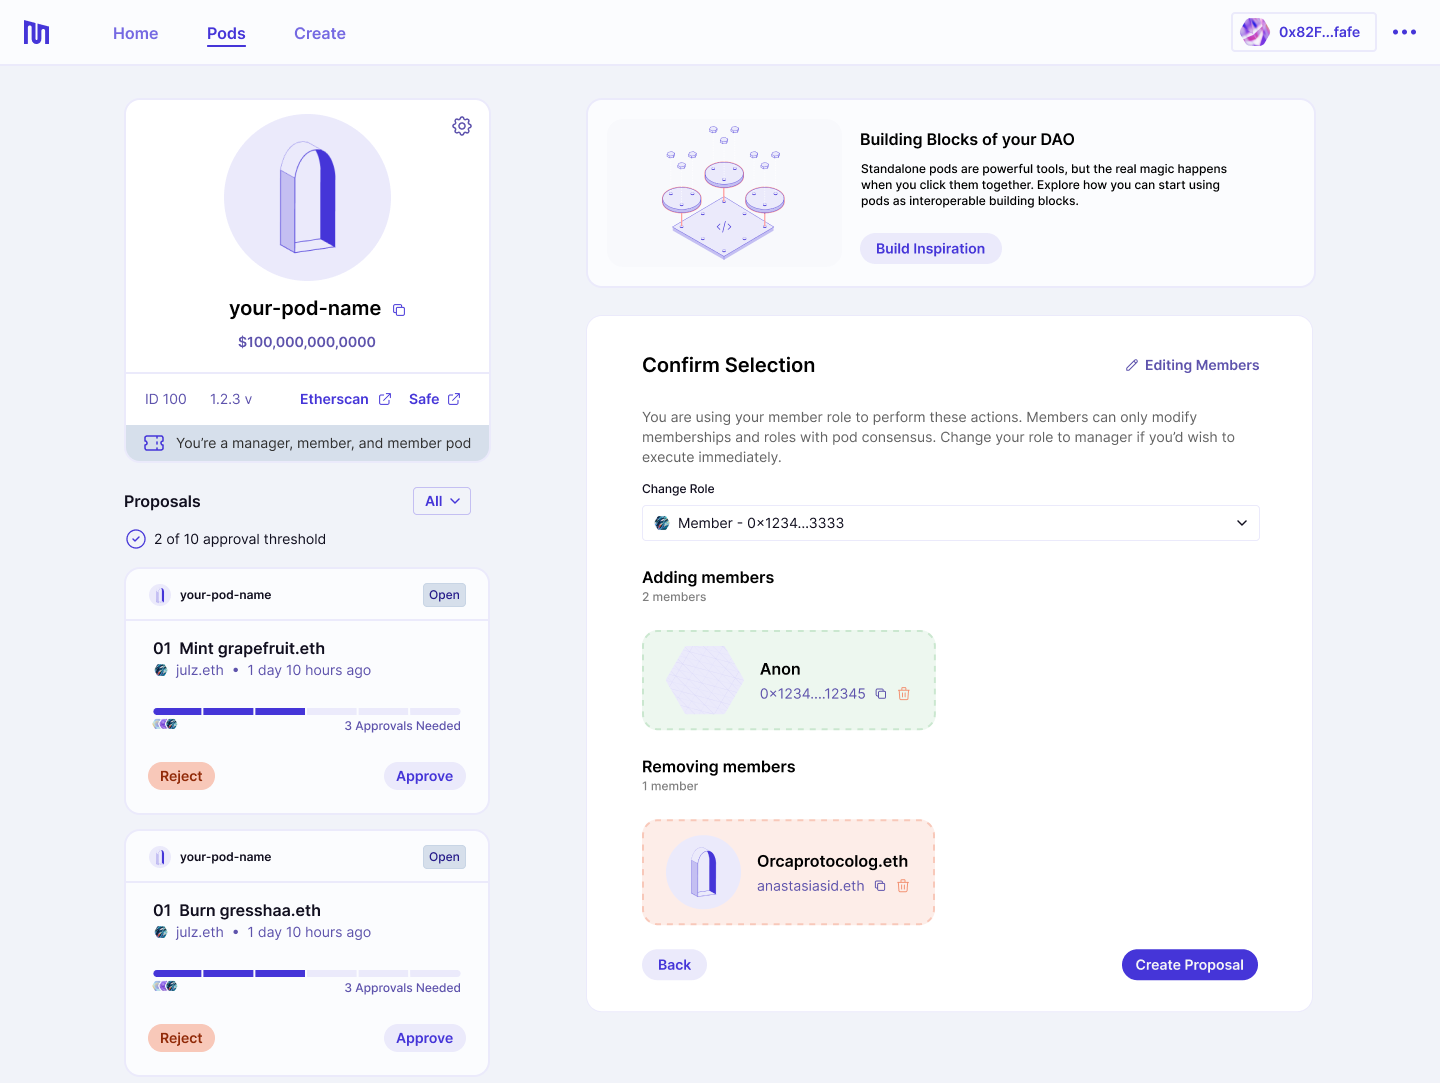 Home
Pods
Create
0x82F...fafe
your-pod-name
$100,000,000,0000
ID 100
1.2.3 v
Etherscan
Safe
You’re a manager, member, and member pod
Proposals
All
2 of 10 approval threshold
your-pod-name
Open
01 Mint grapefruit.eth
julz.eth • 1 day 10 hours ago
3 Approvals Needed
Reject
Approve
your-pod-name
Open
01 Burn gresshaa.eth
julz.eth • 1 day 10 hours ago
3 Approvals Needed
Reject
Approve
Building Blocks of your DAO
Standalone pods are powerful tools, but the real magic happens
when you click them together. Explore how you can start using
pods as interoperable building blocks.
</>
Build Inspiration
Confirm Selection
Editing Members
You are using your member role to perform these actions. Members can only modify
memberships and roles with pod consensus. Change your role to manager if you’d wish to
execute immediately.
Change Role
Member - 0×1234...3333
Adding members
2 members
Anon
0×1234....12345
Removing members
1 member
Orcaprotocolog.eth
anastasiasid.eth
Back
Create Proposal